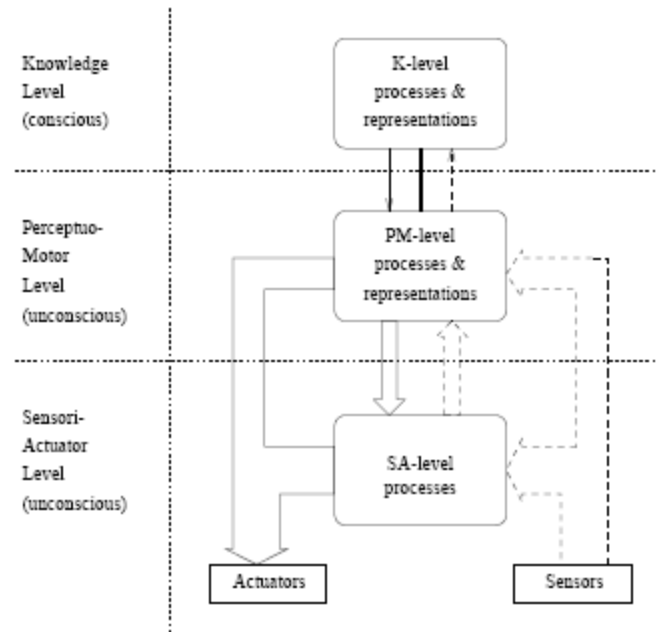 Knowledge
Level
(conscious)
K-level
processes &
representations
Perceptuo-
Motor
Level
(unconscious)
PM-level
processes &
representations
Sensori-
Actuator
Level
(unconscious)
SA-level
processes
Actuators
Sensors